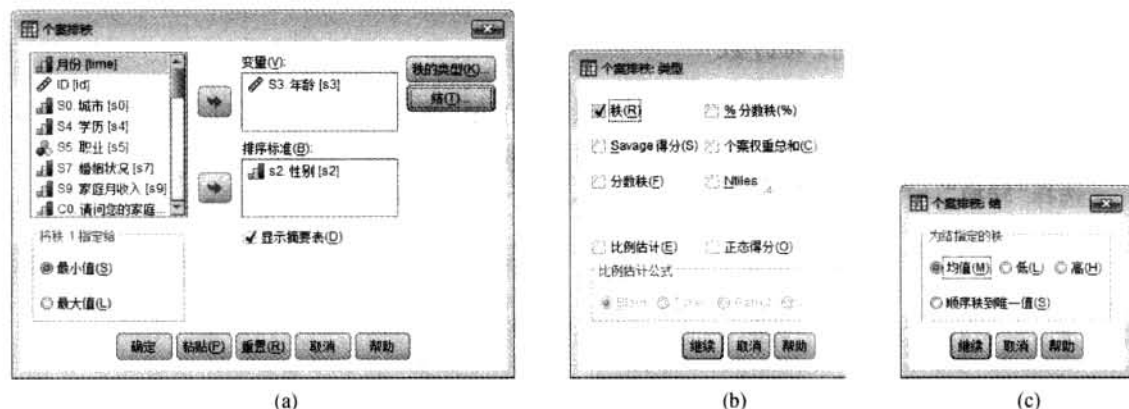 个案排秩
月份 [time]
ID [id]
S0. 城市 [s0]
S4. 学历 [s4]
S5. 职业 [s5]
S7. 婚姻状况 [s7]
S9. 家庭月收入 [s9]
C0. 请问您的家庭...
变量(V):
S3. 年龄 [s3]
排序标准(B):
s2. 性别 [s2]
秩的类型(K)...
结(T)...
将秩 1 指定给
最小值(S)
最大值(L)
显示摘要表(D)
确定 粘贴(P) 重置(R) 取消 帮助
(a)
个案排秩: 类型
秩(R) % 分数秩(%)
Savage 得分(S) 个案权重总和(C)
分数秩(F) Ntiles
比例估计(E) 正态得分(O)
比例估计公式
继续 取消 帮助
(b)
个案排秩: 结
为结指定的秩
均值(M) 低(L) 高(H)
顺序秩到唯一值(S)
继续 取消 帮助
(c)